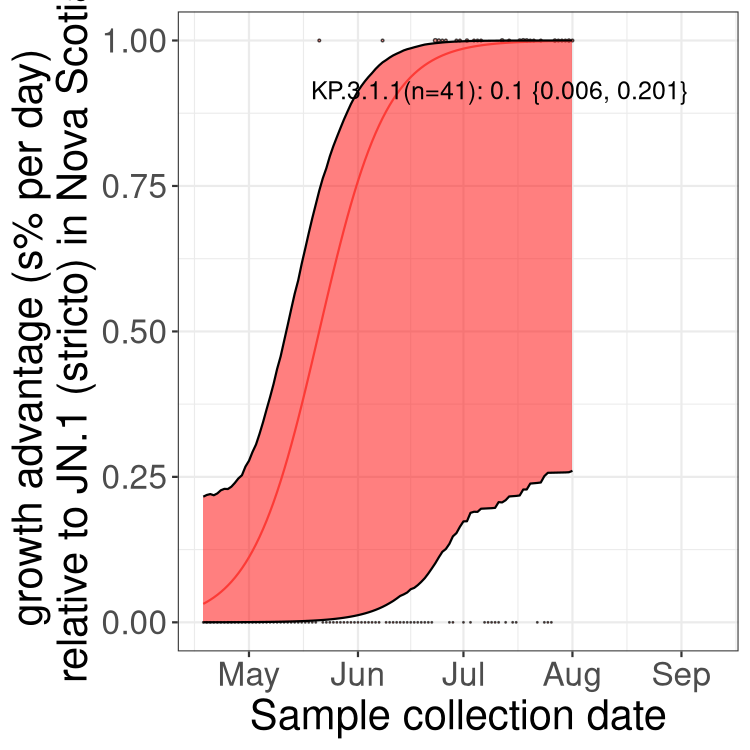 growth advantage (s% per day)
relative to JN.1 (stricto) in Nova Scotia
1.00
0.75
0.50
0.25
0.00
KP.3.1.1(n=41): 0.1 {0.006, 0.201}
May Jun Jul Aug Sep
Sample collection date